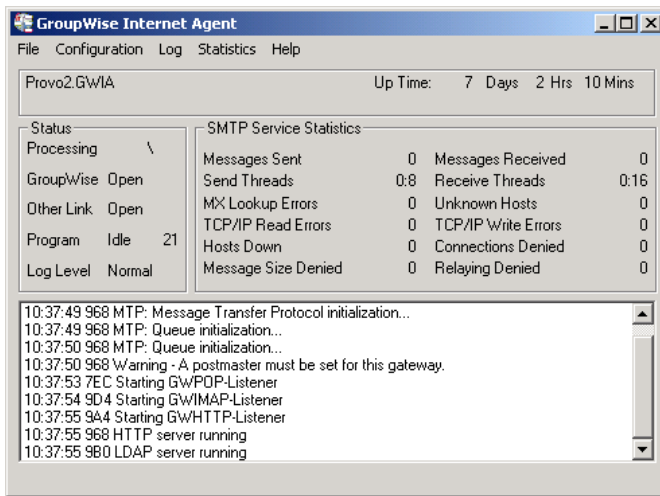 GroupWise Internet Agent
File Configuration Log Statistics Help
Provo2.GWIA Up Time: 7 Days 2 Hrs 10 Mins
Status
Processing \
GroupWise Open
Other Link Open
Program Idle 21
Log Level Normal
SMTP Service Statistics
Messages Sent 0 Messages Received 0
Send Threads 0:8 Receive Threads 0:16
MX Lookup Errors 0 Unknown Hosts 0
TCP/IP Read Errors 0 TCP/IP Write Errors 0
Hosts Down 0 Connections Denied 0
Message Size Denied 0 Relaying Denied 0
10:37:49 968 MTP: Message Transfer Protocol initialization...
10:37:49 968 MTP: Queue initialization...
10:37:50 968 MTP: Queue initialization...
10:37:50 968 Warning - A postmaster must be set for this gateway.
10:37:53 7EC Starting GWPOP-Listener
10:37:54 9D4 Starting GWIMAP-Listener
10:37:55 9A4 Starting GWHTTP-Listener
10:37:55 968 HTTP server running
10:37:55 9B0 LDAP server running